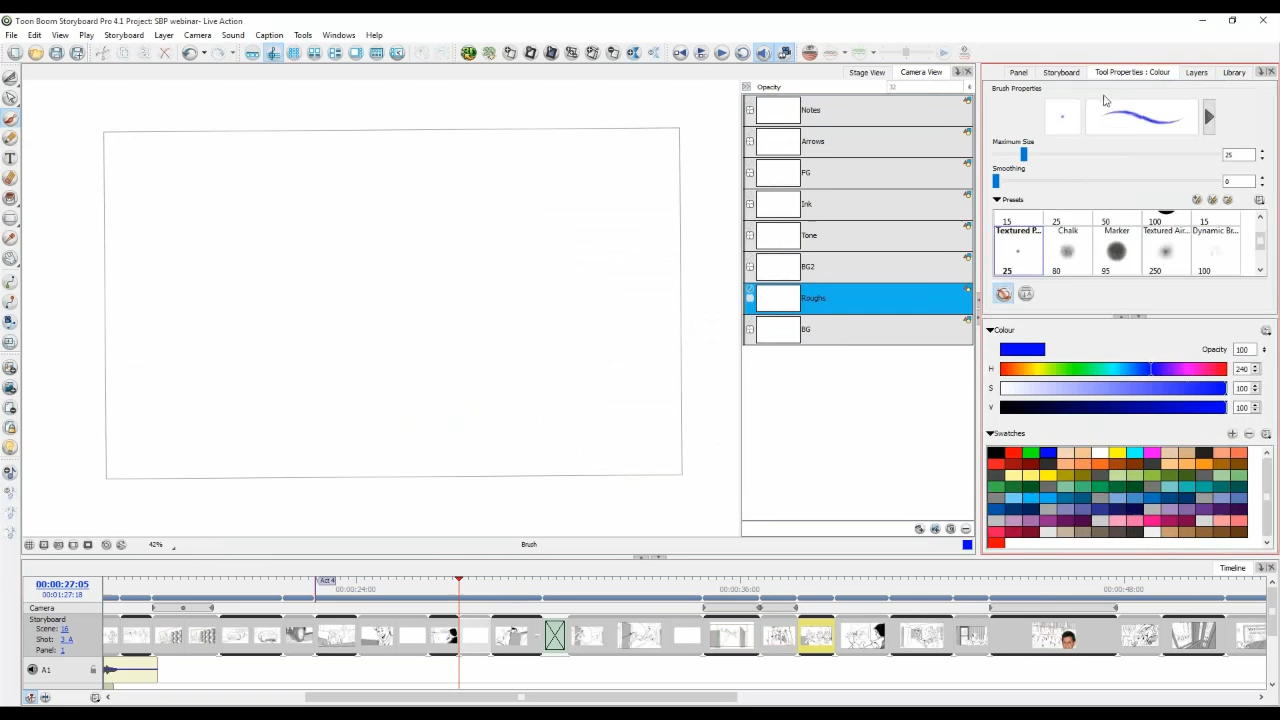 Toon Boom Storyboard Pro 4.1 Project: SBP webinar- Live Action
File Edit View Play Storyboard Layer Camera Sound Caption Tools Windows Help
Stage View Camera View
Panel Storyboard Tool Properties : Colour Layers Library
Opacity 32
Brush Properties
Notes
Arrows
Maximum Size
25
FG
Smoothing
0
Ink
Presets
15 25 50 100 15
Tone
Textured P... Chalk Marker Textured Air... Dynamic Br...
BG2
25 80 95 250 100
Roughs
BG
Colour
Opacity 100
H 240
S 100
V 100
Swatches
42%
Brush
Timeline
00:00:27:05
00:01:27:18
Act 4
00:00:24:00 00:00:36:00 00:00:48:00
Camera
Storyboard
Scene: 16
Shot: 3_A
Panel: 1
A1